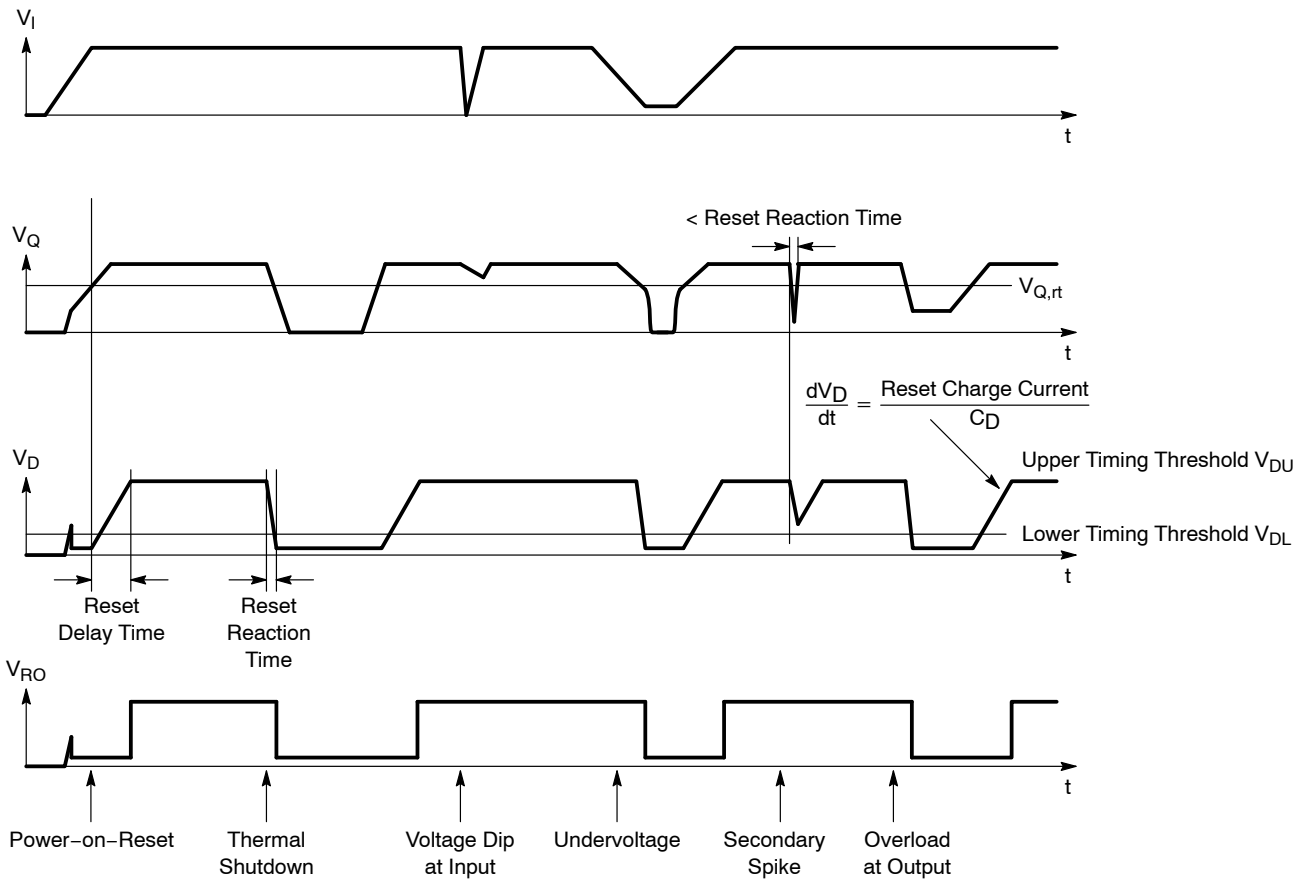 V_I
t
V_Q
< Reset Reaction Time
V_Q,rt
t
dV_D
dt
=
Reset Charge Current
C_D
V_D
Upper Timing Threshold V_DU
Lower Timing Threshold V_DL
t
Reset
Delay Time
Reset
Reaction
Time
V_RO
t
Power−on−Reset
Thermal
Shutdown
Voltage Dip
at Input
Undervoltage
Secondary
Spike
Overload
at Output